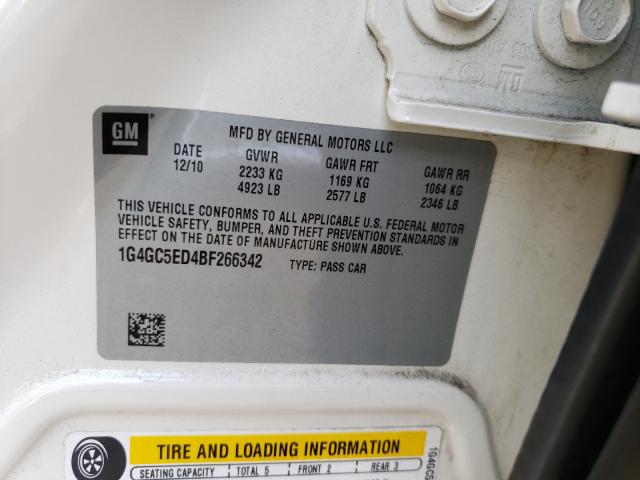 GM
MFD BY GENERAL MOTORS LLC
DATE GVWR GAWR FRT GAWR RR
12/10 2233 KG 1169 KG 1064 KG
4923 LB 2577 LB 2346 LB
THIS VEHICLE CONFORMS TO ALL APPLICABLE U.S. FEDERAL MOTOR
VEHICLE SAFETY, BUMPER, AND THEFT PREVENTION STANDARDS IN
EFFECT ON THE DATE OF MANUFACTURE SHOWN ABOVE.
1G4GC5ED4BF266342 TYPE: PASS CAR
TIRE AND LOADING INFORMATION
SEATING CAPACITY TOTAL 5 FRONT 2 REAR 3
1G4GC5
GM